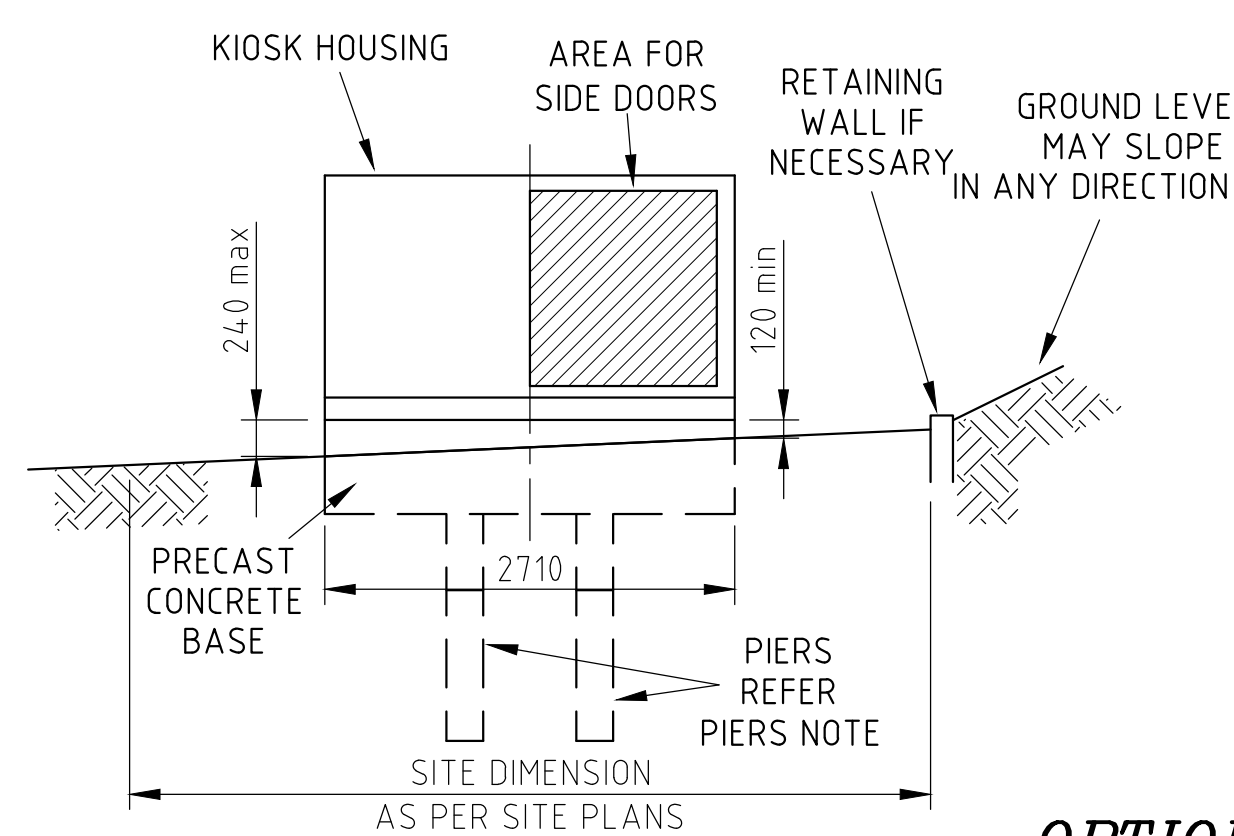 KIOSK HOUSING
AREA FOR
SIDE DOORS
RETAINING
WALL IF
NECESSARY
GROUND LEVE
MAY SLOPE
IN ANY DIRECTION
240 max
120 min
2710
PRECAST
CONCRETE
BASE
PIERS
REFER
PIERS NOTE
SITE DIMENSION
AS PER SITE PLANS